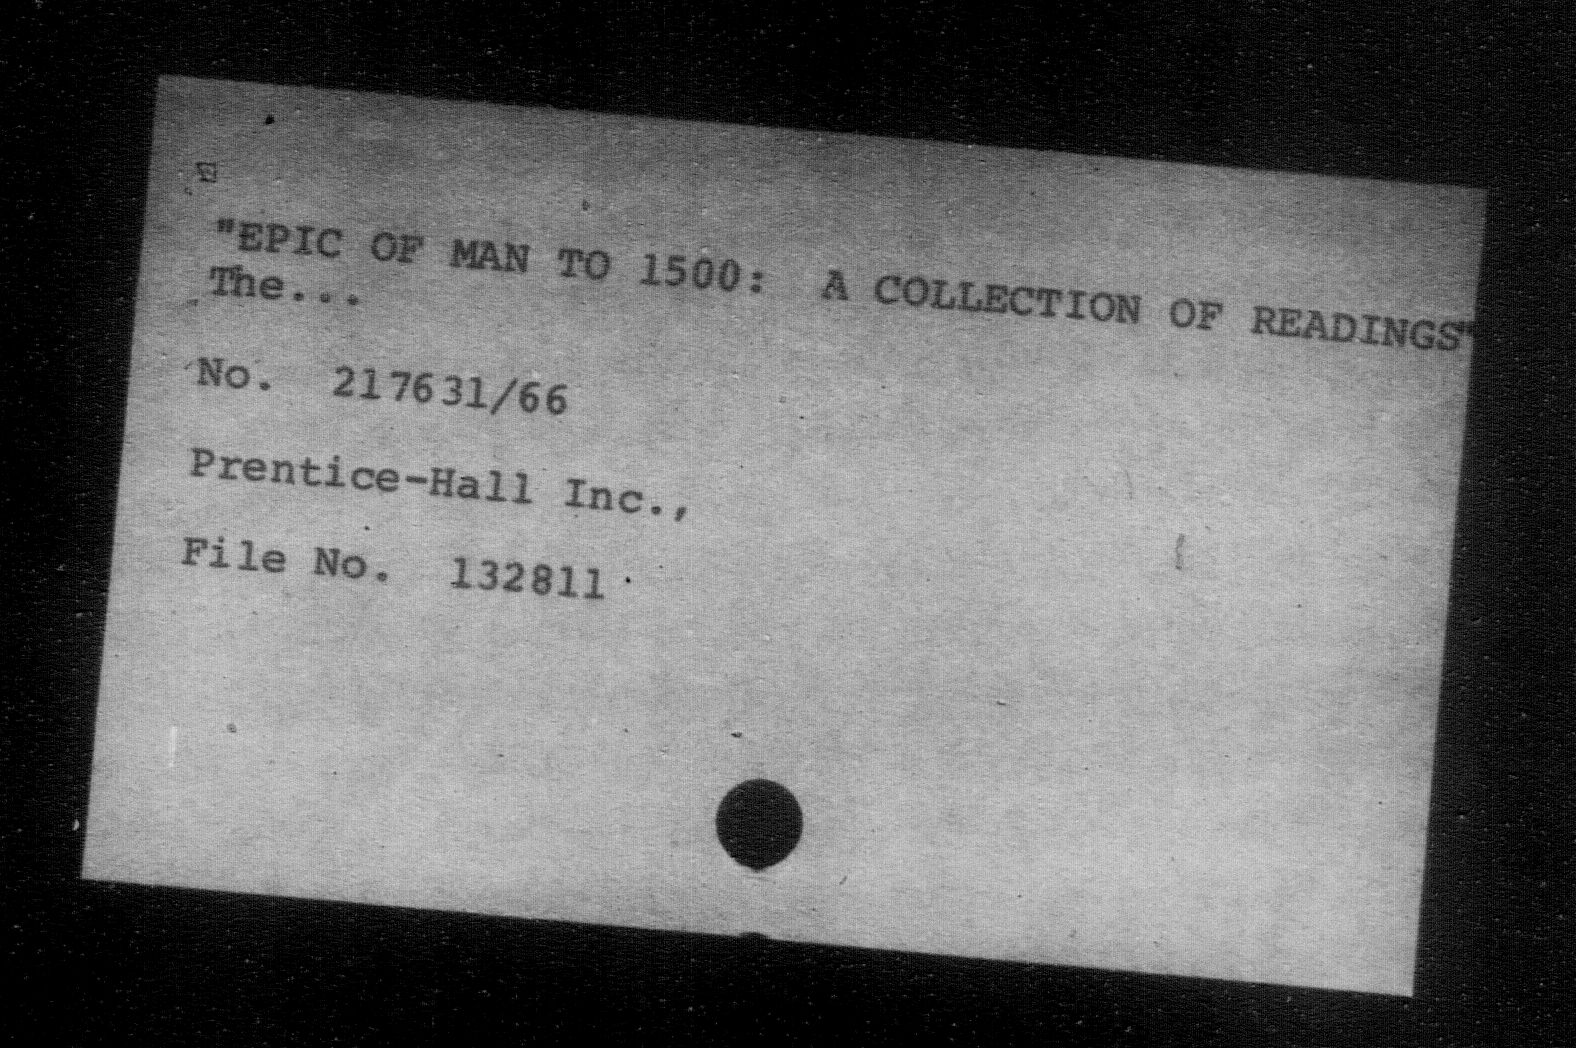 "EPIC OF MAN TO 1500: A COLLECTION OF READINGS"
The...
No. 217631/66
Prentice-Hall Inc.,
File No. 132811